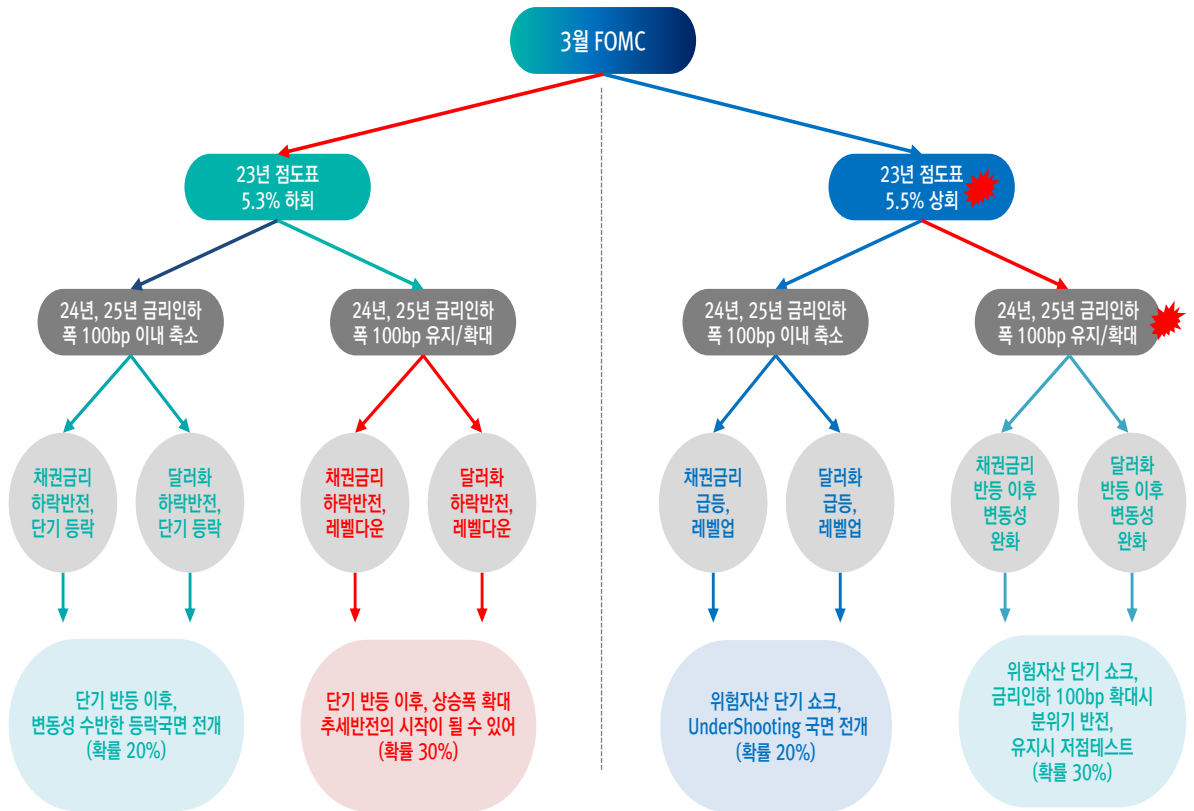 3월 FOMC
23년 점도표
5.3% 하회
23년 점도표
5.5% 상회
24년, 25년 금리인하
폭 100bp 이내 축소
24년, 25년 금리인하
폭 100bp 유지/확대
24년, 25년 금리인하
폭 100bp 이내 축소
24년, 25년 금리인하
폭 100bp 유지/확대
채권금리
하락반전,
단기 등락
달러화
하락반전,
단기 등락
채권금리
하락반전,
레벨다운
달러화
하락반전,
레벨다운
채권금리
급등,
레벨업
달러화
급등,
레벨업
채권금리
반등 이후
변동성
완화
달러화
반등 이후
변동성
완화
단기 반등 이후,
변동성 수반한 등락국면 전개
(확률 20%)
단기 반등 이후, 상승폭 확대
추세반전의 시작이 될 수 있어
(확률 30%)
위험자산 단기 쇼크,
UnderShooting 국면 전개
(확률 20%)
위험자산 단기 쇼크,
금리인하 100bp 확대시
분위기 반전,
유지시 저점테스트
(확률 30%)